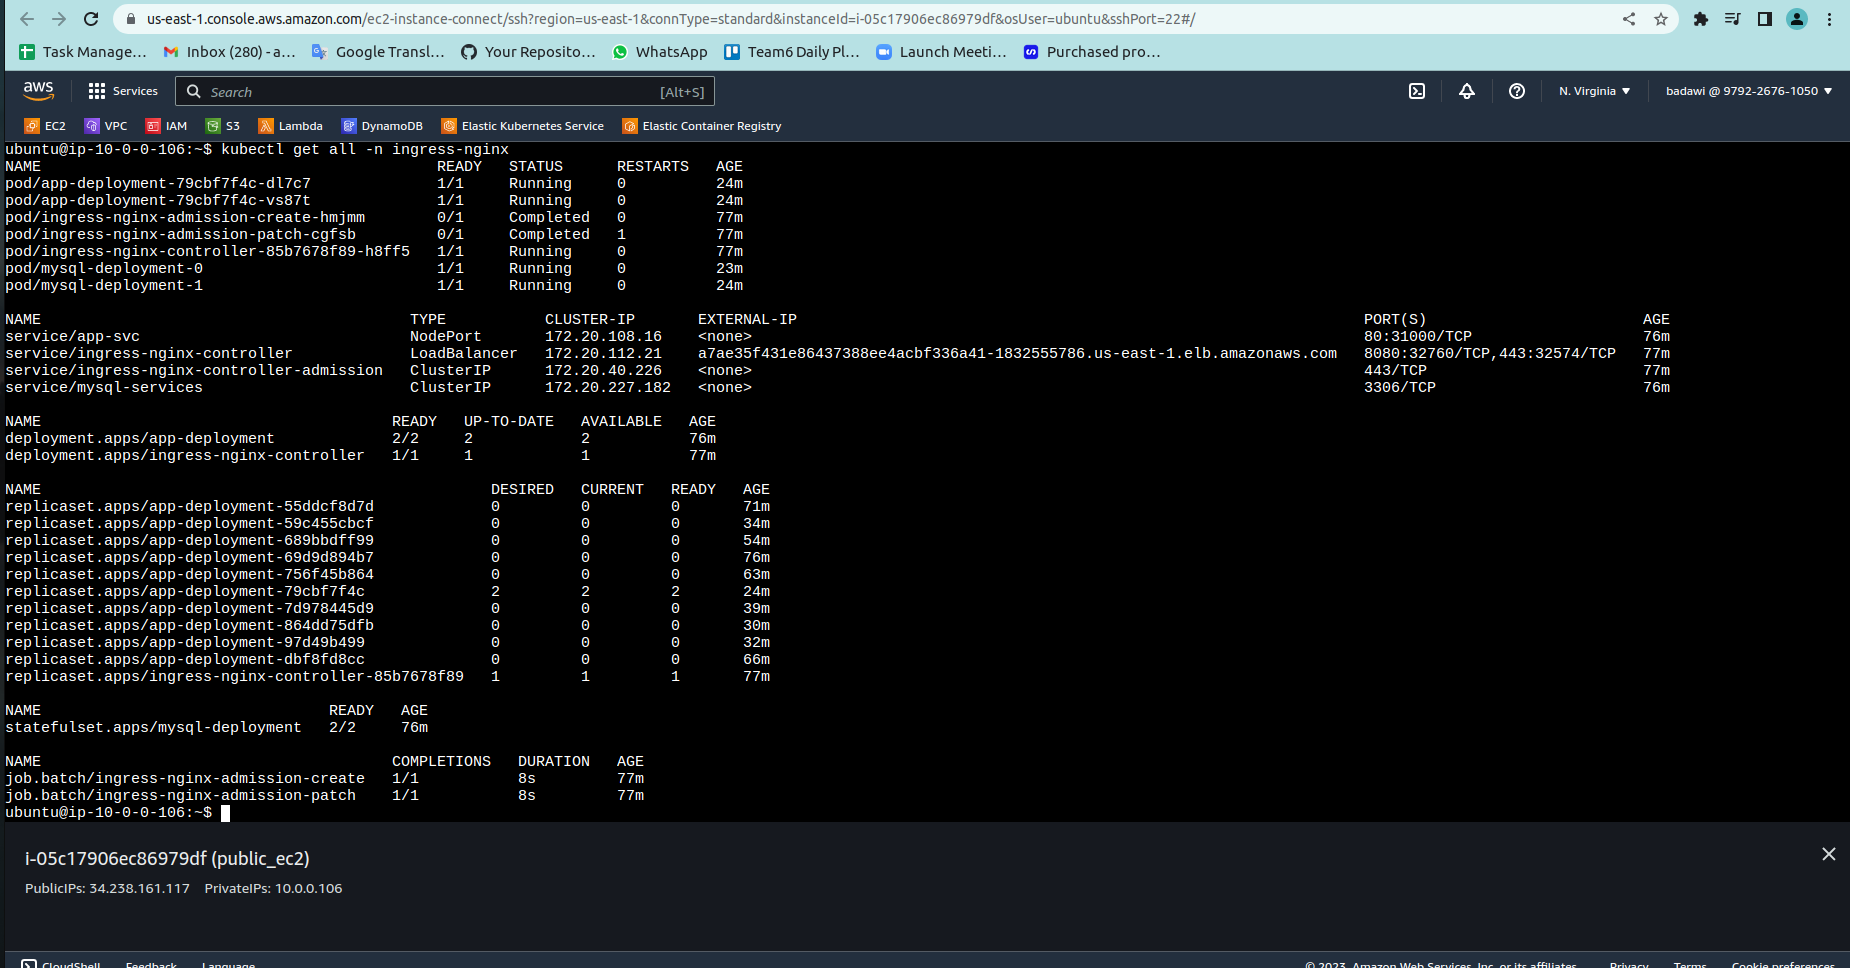 us-east-1.console.aws.amazon.com/ec2-instance-connect/ssh?region=us-east-1&connType=standard&instanceId=i-05c17906ec86979df&osUser=ubuntu&sshPort=22#/
Task Manage... Inbox (280) - a... Google Transl... Your Reposito... WhatsApp Team6 Daily Pl... Launch Meeti... Purchased pro...
aws Services Search [Alt+S] N. Virginia badawi @ 9792-2676-1050
EC2 VPC IAM S3 Lambda DynamoDB Elastic Kubernetes Service Elastic Container Registry
ubuntu@ip-10-0-0-106:~$ kubectl get all -n ingress-nginx
NAME READY STATUS RESTARTS AGE
pod/app-deployment-79cbf7f4c-dl7c7 1/1 Running 0 24m
pod/app-deployment-79cbf7f4c-vs87t 1/1 Running 0 24m
pod/ingress-nginx-admission-create-hmjmm 0/1 Completed 0 77m
pod/ingress-nginx-admission-patch-cgfsb 0/1 Completed 1 77m
pod/ingress-nginx-controller-85b7678f89-h8ff5 1/1 Running 0 77m
pod/mysql-deployment-0 1/1 Running 0 23m
pod/mysql-deployment-1 1/1 Running 0 24m
NAME TYPE CLUSTER-IP EXTERNAL-IP PORT(S) AGE
service/app-svc NodePort 172.20.108.16 <none> 80:31000/TCP 76m
service/ingress-nginx-controller LoadBalancer 172.20.112.21 a7ae35f431e86437388ee4acbf336a41-1832555786.us-east-1.elb.amazonaws.com 8080:32760/TCP,443:32574/TCP 77m
service/ingress-nginx-controller-admission ClusterIP 172.20.40.226 <none> 443/TCP 77m
service/mysql-services ClusterIP 172.20.227.182 <none> 3306/TCP 76m
NAME READY UP-TO-DATE AVAILABLE AGE
deployment.apps/app-deployment 2/2 2 2 76m
deployment.apps/ingress-nginx-controller 1/1 1 1 77m
NAME DESIRED CURRENT READY AGE
replicaset.apps/app-deployment-55ddcf8d7d 0 0 0 71m
replicaset.apps/app-deployment-59c455cbcf 0 0 0 34m
replicaset.apps/app-deployment-689bbdff99 0 0 0 54m
replicaset.apps/app-deployment-69d9d894b7 0 0 0 76m
replicaset.apps/app-deployment-756f45b864 0 0 0 63m
replicaset.apps/app-deployment-79cbf7f4c 2 2 2 24m
replicaset.apps/app-deployment-7d978445d9 0 0 0 39m
replicaset.apps/app-deployment-864dd75dfb 0 0 0 30m
replicaset.apps/app-deployment-97d49b499 0 0 0 32m
replicaset.apps/app-deployment-dbf8fd8cc 0 0 0 66m
replicaset.apps/ingress-nginx-controller-85b7678f89 1 1 1 77m
NAME READY AGE
statefulset.apps/mysql-deployment 2/2 76m
NAME COMPLETIONS DURATION AGE
job.batch/ingress-nginx-admission-create 1/1 8s 77m
job.batch/ingress-nginx-admission-patch 1/1 8s 77m
ubuntu@ip-10-0-0-106:~$
i-05c17906ec86979df (public_ec2)
PublicIPs: 34.238.161.117 PrivateIPs: 10.0.0.106
CloudShell Feedback Language © 2023, Amazon Web Services, Inc. or its affiliates. Privacy Terms Cookie preferences